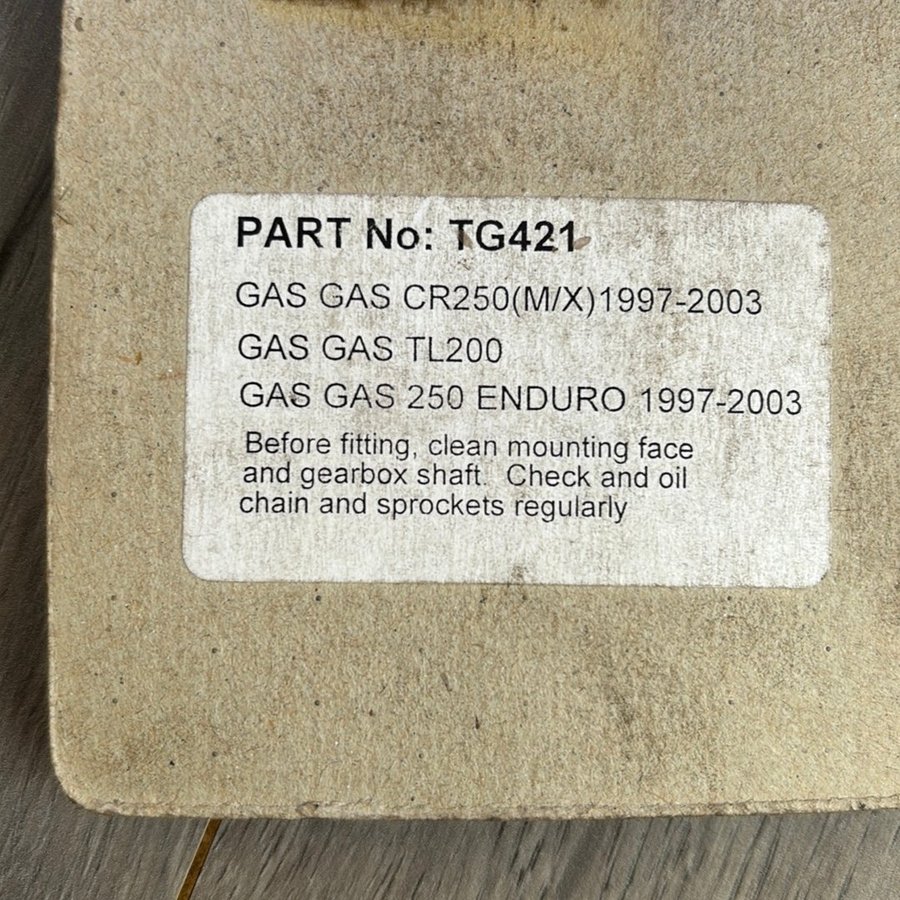 PART No: TG421
GAS GAS CR250(M/X)1997-2003
GAS GAS TL200
GAS GAS 250 ENDURO 1997-2003
Before fitting, clean mounting face
and gearbox shaft.  Check and oil
chain and sprockets regularly